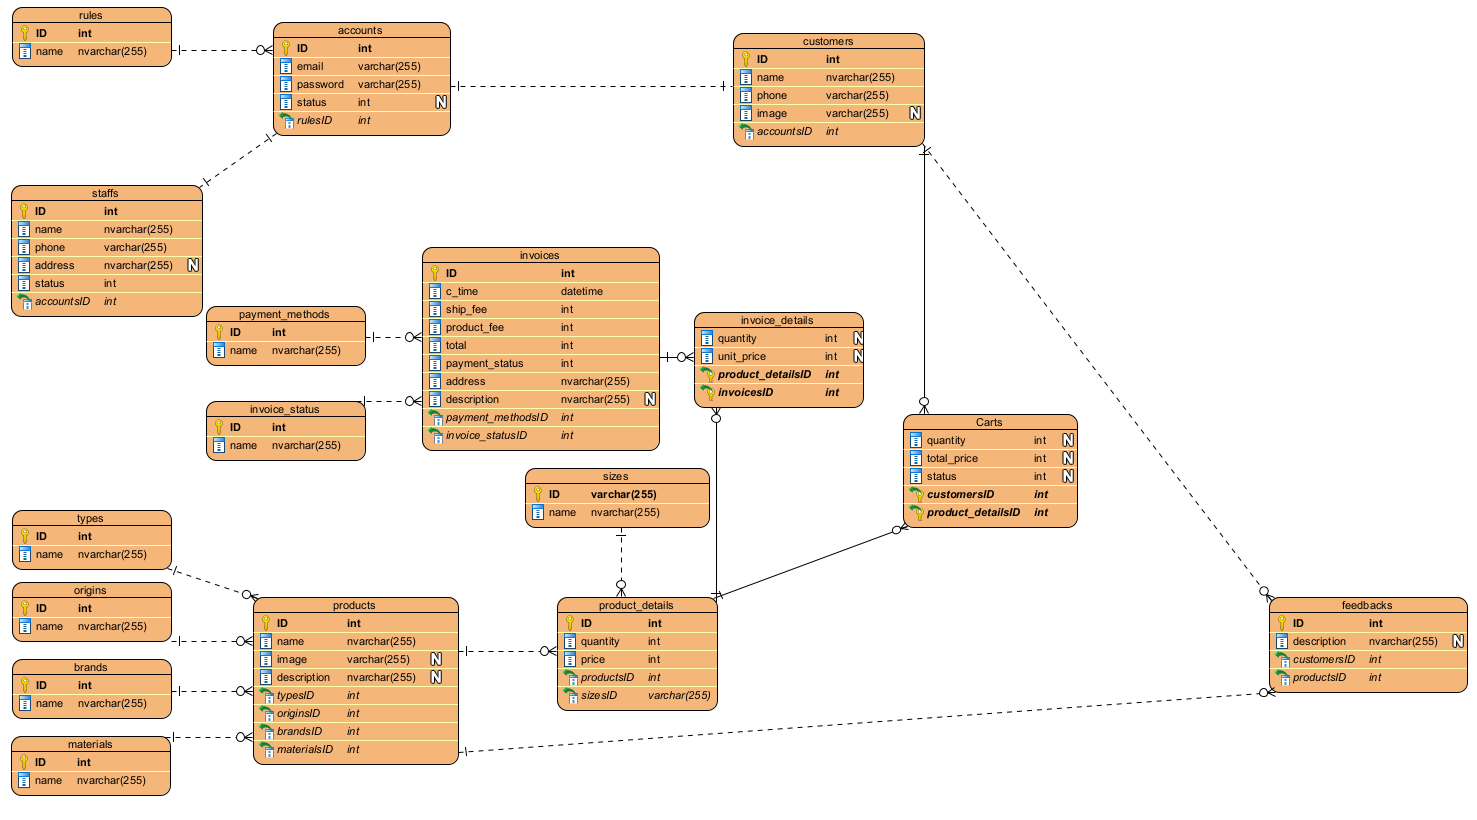 rules
ID int
name nvarchar(255)
accounts
ID int
email varchar(255)
password varchar(255)
status int N
rulesID int
customers
ID int
name nvarchar(255)
phone varchar(255)
image varchar(255) N
accountsID int
staffs
ID int
name nvarchar(255)
phone varchar(255)
address nvarchar(255) N
status int
accountsID int
payment_methods
ID int
name nvarchar(255)
invoice_status
ID int
name nvarchar(255)
invoices
ID int
c_time datetime
ship_fee int
product_fee int
total int
payment_status int
address nvarchar(255)
description nvarchar(255) N
payment_methodsID int
invoice_statusID int
invoice_details
quantity int N
unit_price int N
product_detailsID int
invoicesID int
Carts
quantity int N
total_price int N
status int N
customersID int
product_detailsID int
sizes
ID varchar(255)
name nvarchar(255)
types
ID int
name nvarchar(255)
origins
ID int
name nvarchar(255)
brands
ID int
name nvarchar(255)
materials
ID int
name nvarchar(255)
products
ID int
name nvarchar(255)
image varchar(255) N
description nvarchar(255) N
typesID int
originsID int
brandsID int
materialsID int
product_details
ID int
quantity int
price int
productsID int
sizesID varchar(255)
feedbacks
ID int
description nvarchar(255) N
customersID int
productsID int